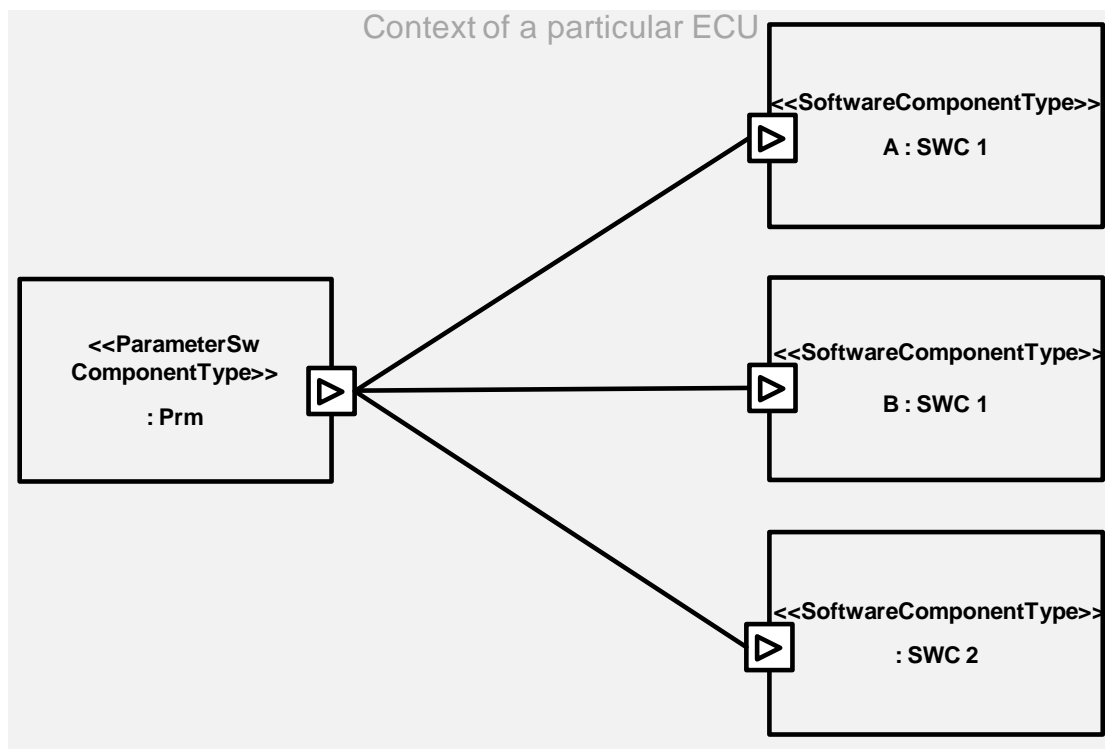 Context of a particular ECU
<<SoftwareComponentType>>
A : SWC 1
<<ParameterSw
ComponentType>>
: Prm
<<SoftwareComponentType>>
B : SWC 1
<<SoftwareComponentType>>
: SWC 2